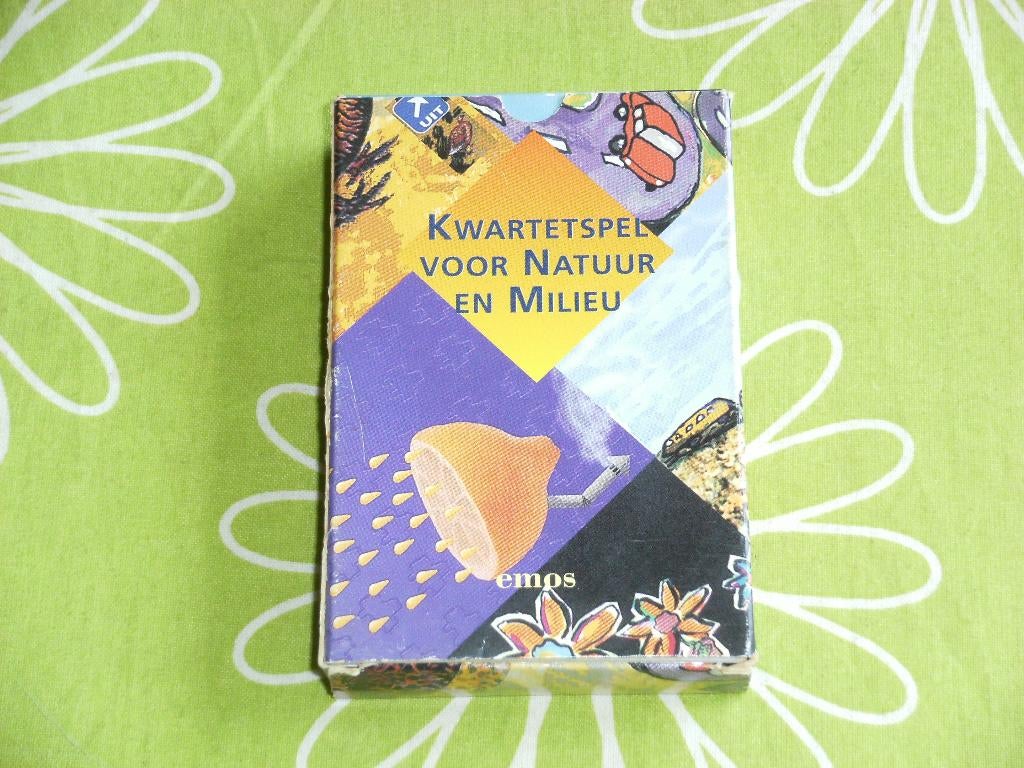 UIT
KWARTETSPEL
VOOR NATUUR
EN MILIEU
emos